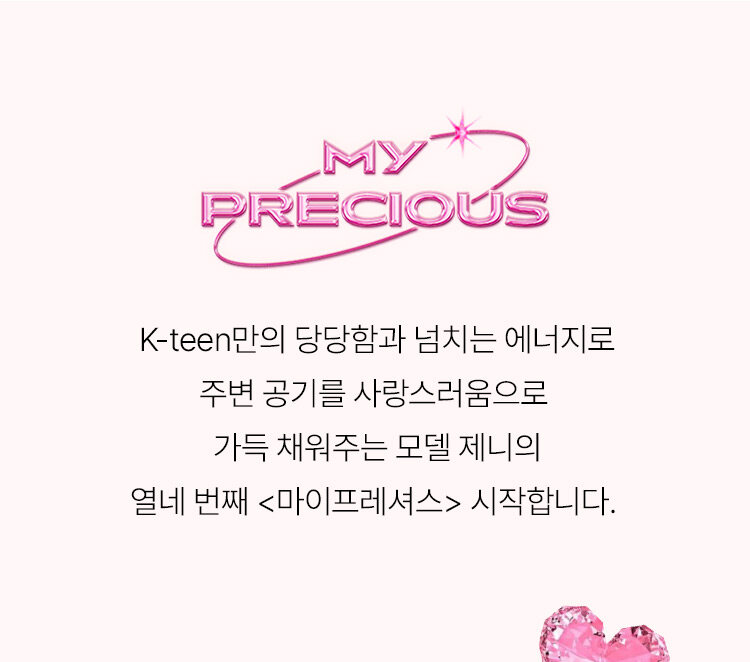 MY
PRECIOUS
K-teen만의 당당함과 넘치는 에너지로
주변 공기를 사랑스러움으로
가득 채워주는 모델 제니의
열네 번째 <마이프레셔스> 시작합니다.